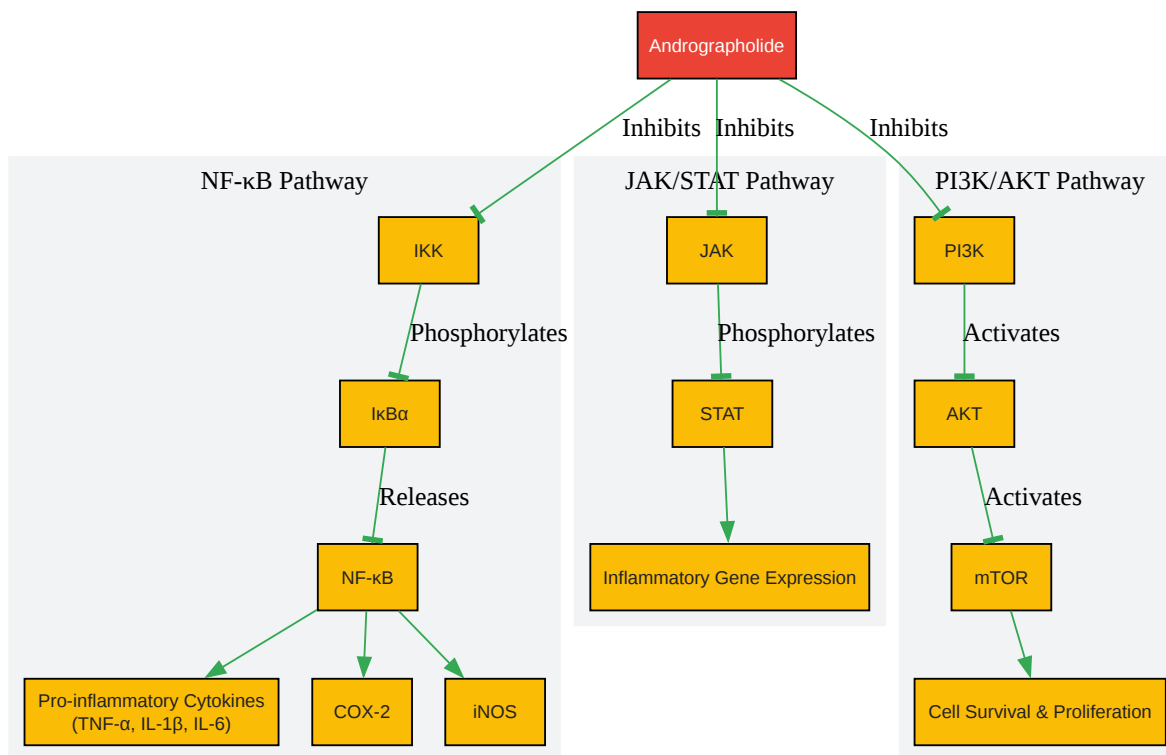 Andrographolide
Inhibits
Inhibits
Inhibits
NF-κB Pathway
JAK/STAT Pathway
PI3K/AKT Pathway
IKK
JAK
PI3K
Phosphorylates
Phosphorylates
Activates
IκBα
STAT
AKT
Releases
Activates
NF-κB
Inflammatory Gene Expression
mTOR
Pro-inflammatory Cytokines
(TNF-α, IL-1β, IL-6)
COX-2
iNOS
Cell Survival & Proliferation